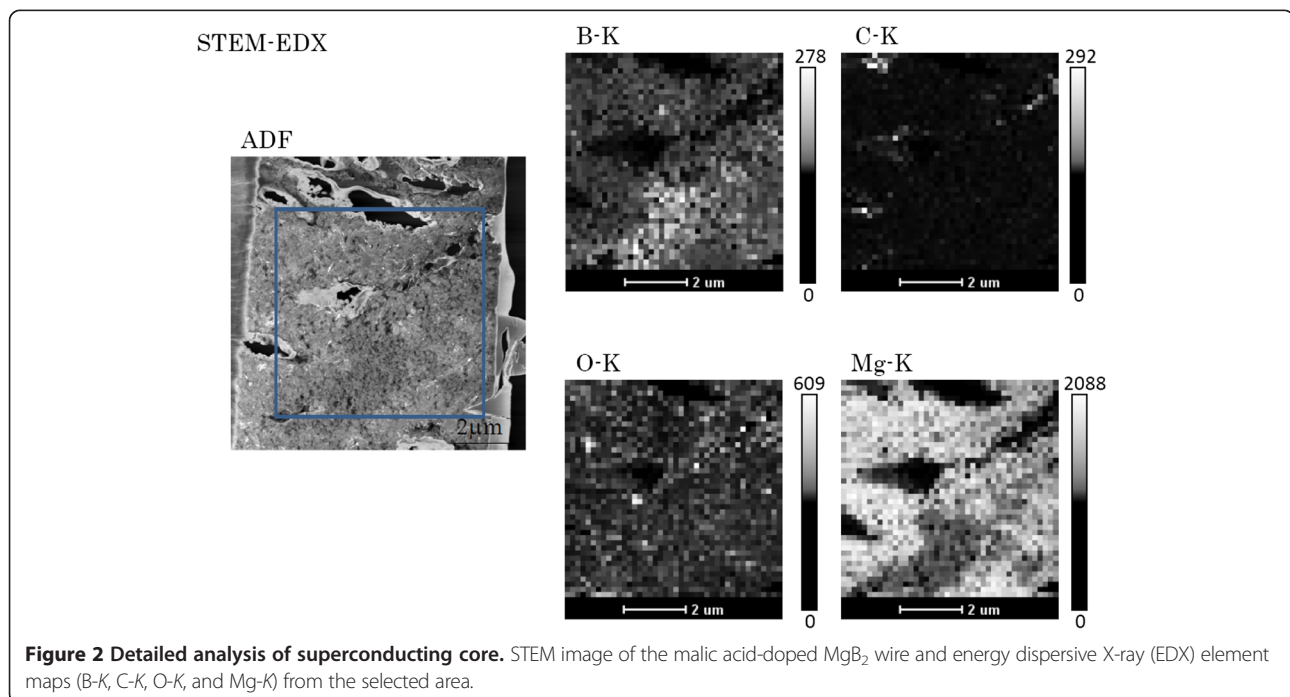 STEM-EDX
ADF
2μm
B-K
278
0
2 um
C-K
292
0
2 um
O-K
609
0
2 um
Mg-K
2088
0
2 um
Figure 2 Detailed analysis of superconducting core. STEM image of the malic acid-doped MgB₂ wire and energy dispersive X-ray (EDX) element
maps (B-K, C-K, O-K, and Mg-K) from the selected area.